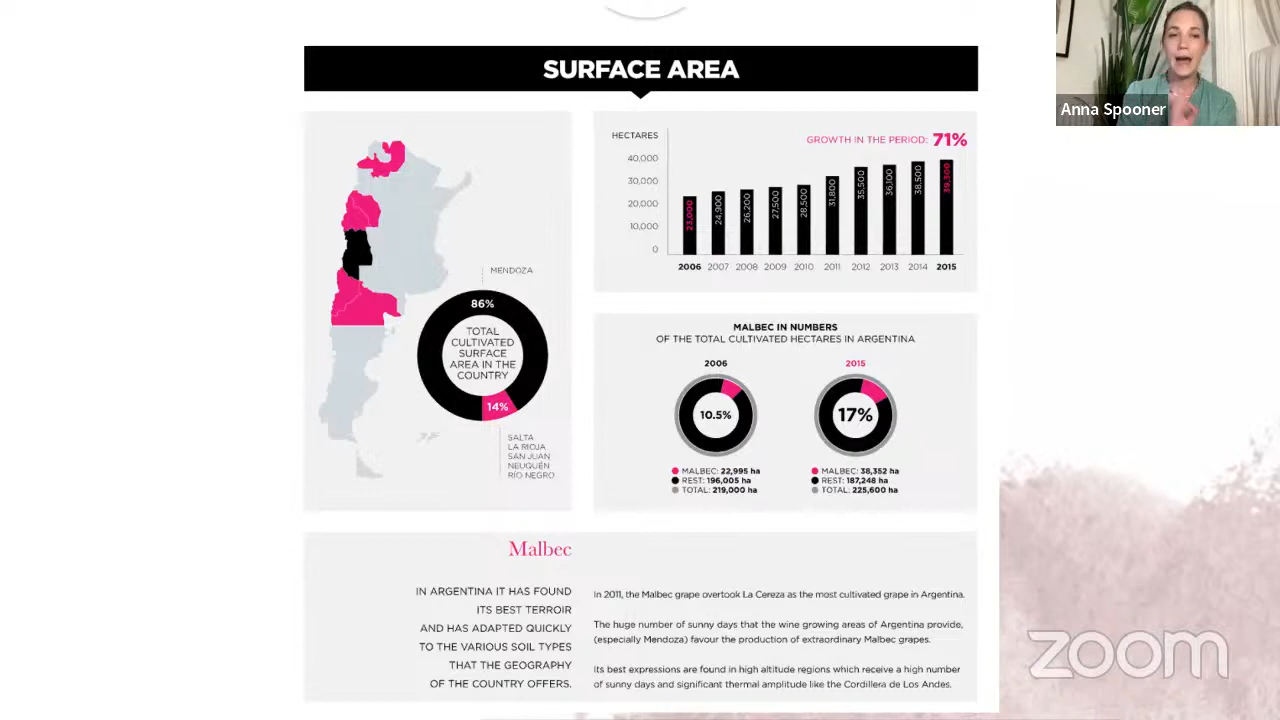 SURFACE AREA
MENDOZA
86%
TOTAL
CULTIVATED
SURFACE
AREA IN THE
COUNTRY
14%
SALTA
LA RIOJA
SAN JUAN
NEUQUÉN
RÍO NEGRO
HECTARES
GROWTH IN THE PERIOD: 71%
40,000
30,000
20,000
10,000
0
23,000
24,900
26,200
27,500
28,500
31,800
35,500
36,100
38,500
39,300
2006 2007 2008 2009 2010 2011 2012 2013 2014 2015
MALBEC IN NUMBERS
OF THE TOTAL CULTIVATED HECTARES IN ARGENTINA
2006
10.5%
MALBEC: 22,995 ha
REST: 196,005 ha
TOTAL: 219,000 ha
2015
17%
MALBEC: 38,352 ha
REST: 187,248 ha
TOTAL: 225,600 ha
Malbec
IN ARGENTINA IT HAS FOUND
ITS BEST TERROIR
AND HAS ADAPTED QUICKLY
TO THE VARIOUS SOIL TYPES
THAT THE GEOGRAPHY
OF THE COUNTRY OFFERS.
In 2011, the Malbec grape overtook La Cereza as the most cultivated grape in Argentina.
The huge number of sunny days that the wine growing areas of Argentina provide,
(especially Mendoza) favour the production of extraordinary Malbec grapes.
Its best expressions are found in high altitude regions which receive a high number
of sunny days and significant thermal amplitude like the Cordillera de Los Andes.
Anna Spooner
zoom